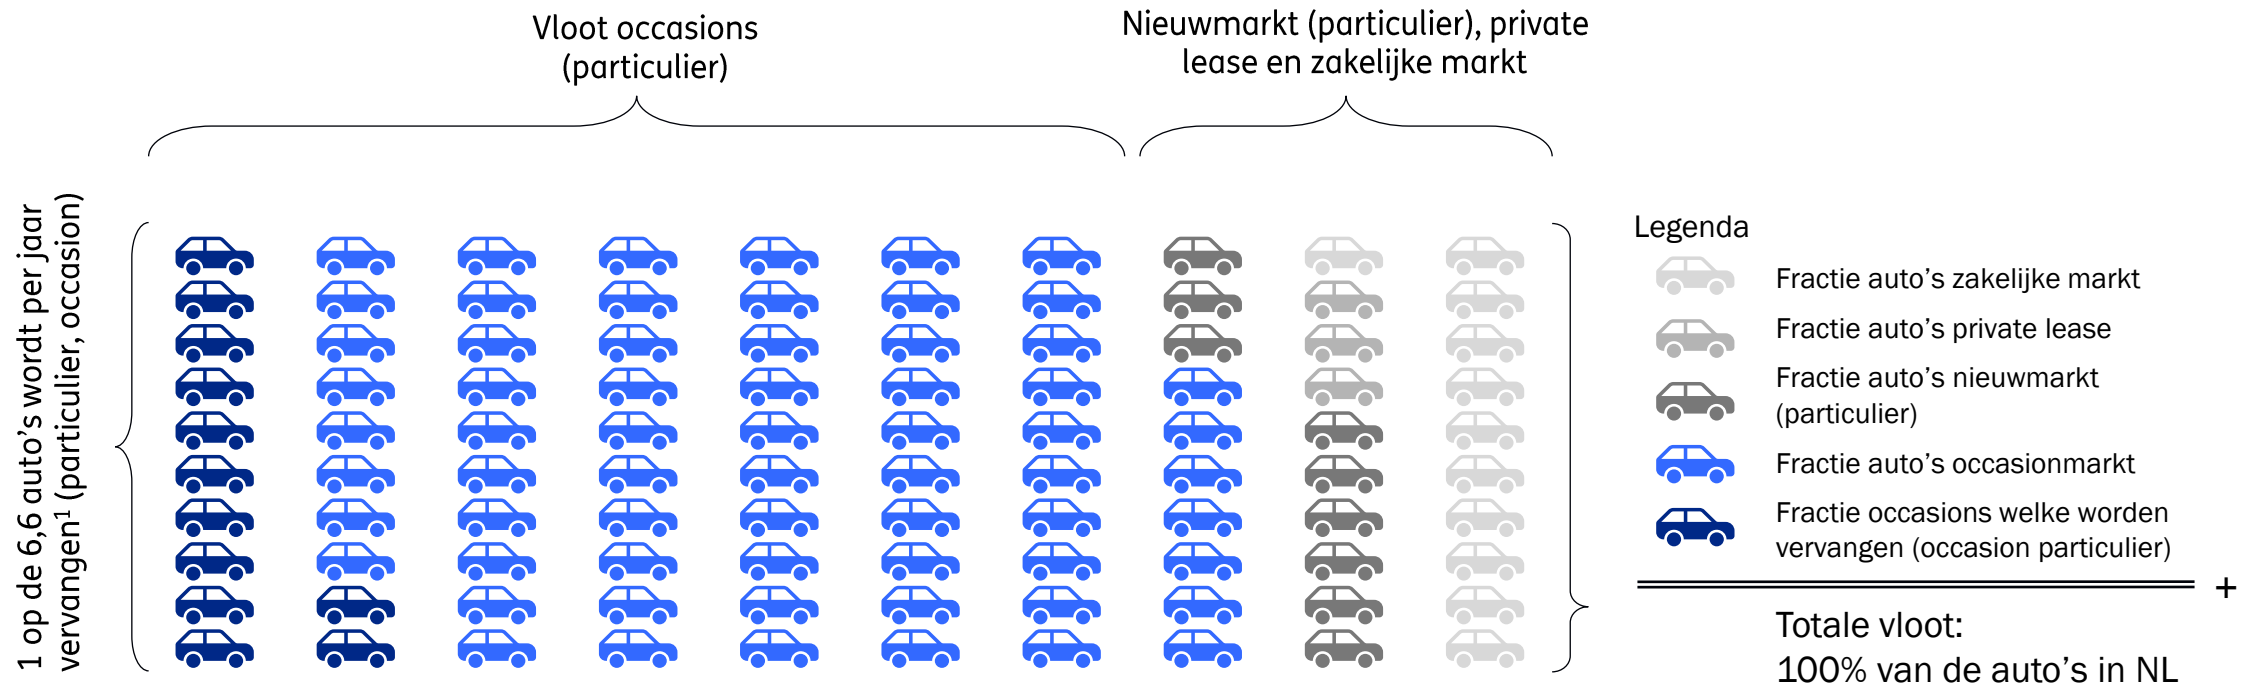 Vloot occasions
(particulier)
Nieuwmarkt (particulier), private
lease en zakelijke markt
1 op de 6,6 auto’s wordt per jaar
vervangen¹ (particulier, occasion)
Legenda
Fractie auto’s zakelijke markt
Fractie auto’s private lease
Fractie auto’s nieuwmarkt
(particulier)
Fractie auto’s occasionmarkt
Fractie occasions welke worden
vervangen (occasion particulier)
+
Totale vloot:
100% van de auto’s in NL